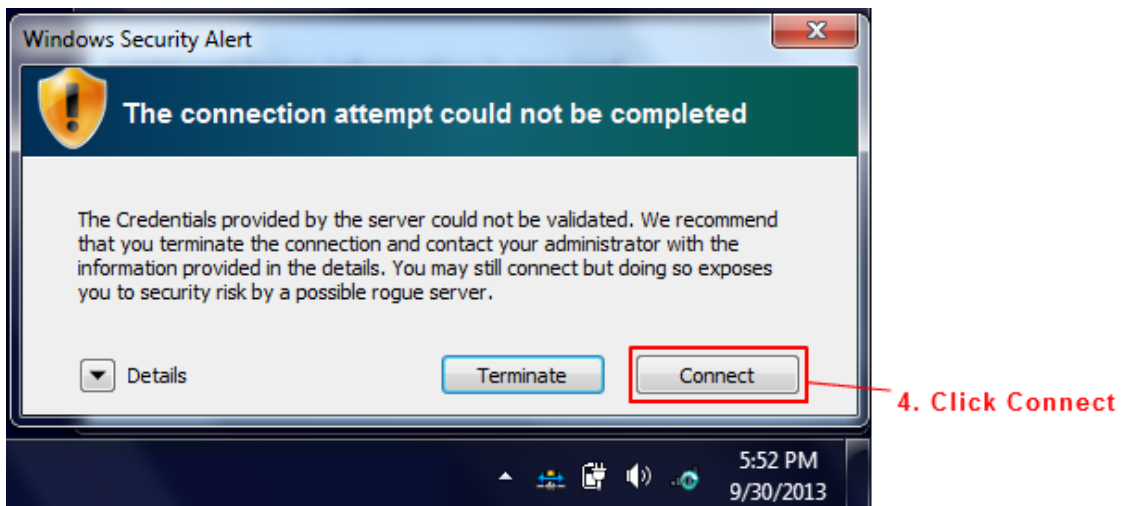 Windows Security Alert
The connection attempt could not be completed
The Credentials provided by the server could not be validated. We recommend
that you terminate the connection and contact your administrator with the
information provided in the details. You may still connect but doing so exposes
you to security risk by a possible rogue server.
Details
Terminate
Connect
4. Click Connect
5:52 PM
9/30/2013